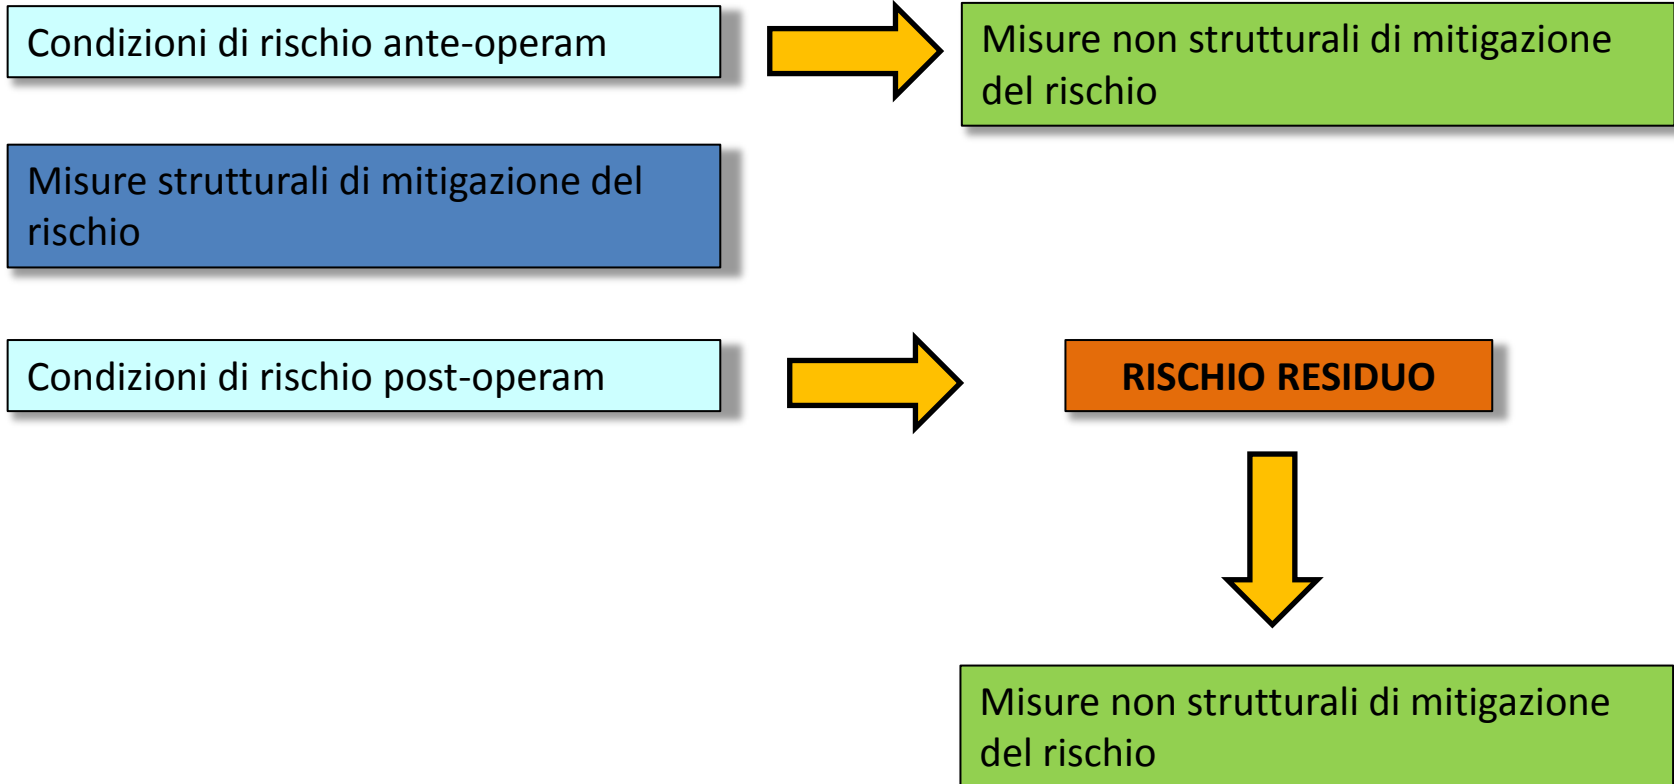 Condizioni di rischio ante-operam
Misure non strutturali di mitigazione
del rischio
Misure strutturali di mitigazione del
rischio
Condizioni di rischio post-operam
RISCHIO RESIDUO
Misure non strutturali di mitigazione
del rischio